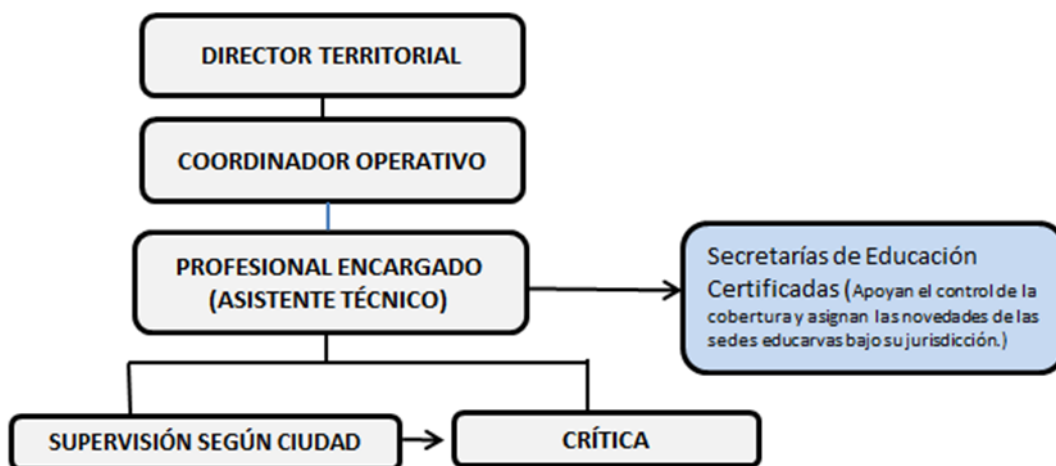 DIRECTOR TERRITORIAL
COORDINADOR OPERATIVO
PROFESIONAL ENCARGADO
(ASISTENTE TÉCNICO)
Secretarías de Educación
Certificadas (Apoyan el control de la
cobertura y asignan las novedades de las
sedes educarvas bajo su jurisdicción.)
SUPERVISIÓN SEGÚN CIUDAD
CRÍTICA